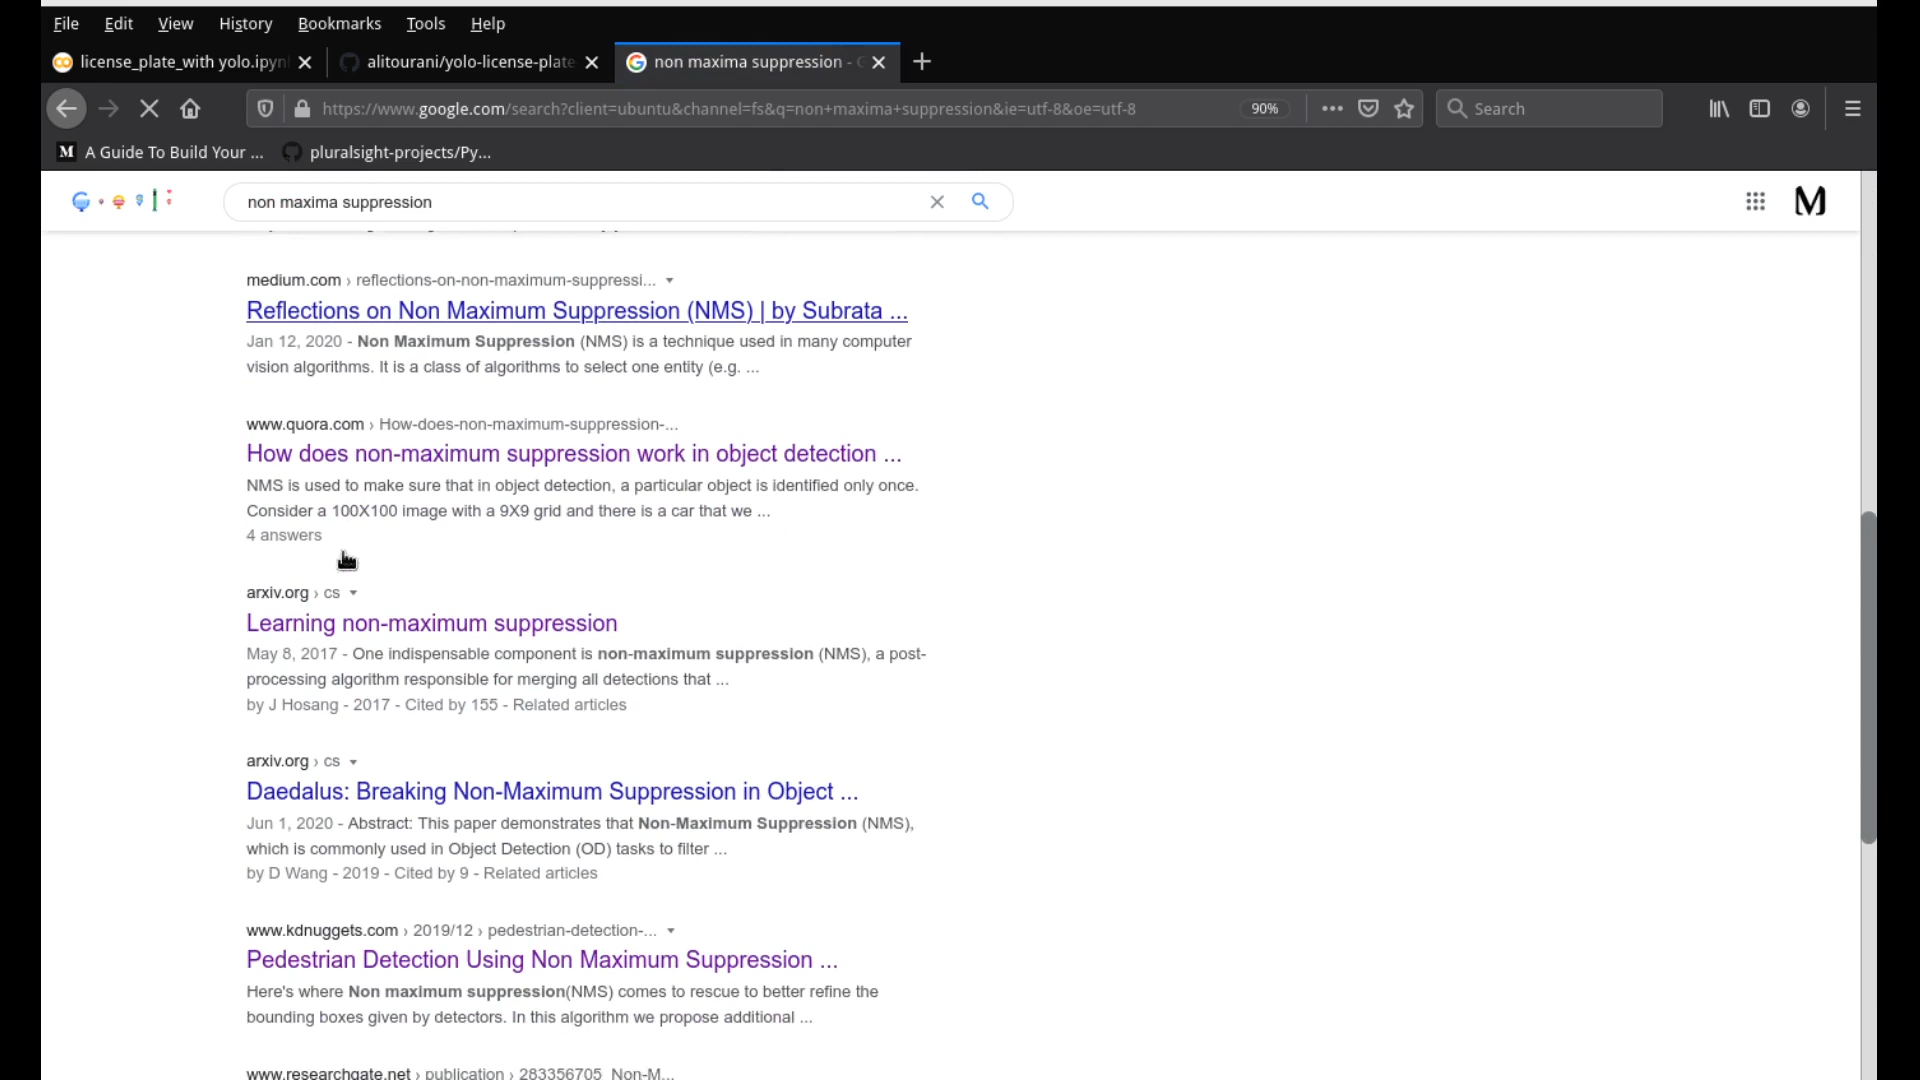 File Edit View History Bookmarks Tools Help
license_plate_with yolo.ipyn alitourani/yolo-license-plate non maxima suppression - G
https://www.google.com/search?client=ubuntu&channel=fs&q=non+maxima+suppression&ie=utf-8&oe=utf-8 90% Search
M A Guide To Build Your ... pluralsight-projects/Py...
non maxima suppression M
medium.com › reflections-on-non-maximum-suppressi...
Reflections on Non Maximum Suppression (NMS) | by Subrata ...
Jan 12, 2020 - Non Maximum Suppression (NMS) is a technique used in many computer
vision algorithms. It is a class of algorithms to select one entity (e.g. ...
www.quora.com › How-does-non-maximum-suppression-...
How does non-maximum suppression work in object detection ...
NMS is used to make sure that in object detection, a particular object is identified only once.
Consider a 100X100 image with a 9X9 grid and there is a car that we ...
4 answers
arxiv.org › cs
Learning non-maximum suppression
May 8, 2017 - One indispensable component is non-maximum suppression (NMS), a post-
processing algorithm responsible for merging all detections that ...
by J Hosang - 2017 - Cited by 155 - Related articles
arxiv.org › cs
Daedalus: Breaking Non-Maximum Suppression in Object ...
Jun 1, 2020 - Abstract: This paper demonstrates that Non-Maximum Suppression (NMS),
which is commonly used in Object Detection (OD) tasks to filter ...
by D Wang - 2019 - Cited by 9 - Related articles
www.kdnuggets.com › 2019/12 › pedestrian-detection-...
Pedestrian Detection Using Non Maximum Suppression ...
Here's where Non maximum suppression(NMS) comes to rescue to better refine the
bounding boxes given by detectors. In this algorithm we propose additional ...
www.researchgate.net › publication › 283356705_Non-M...